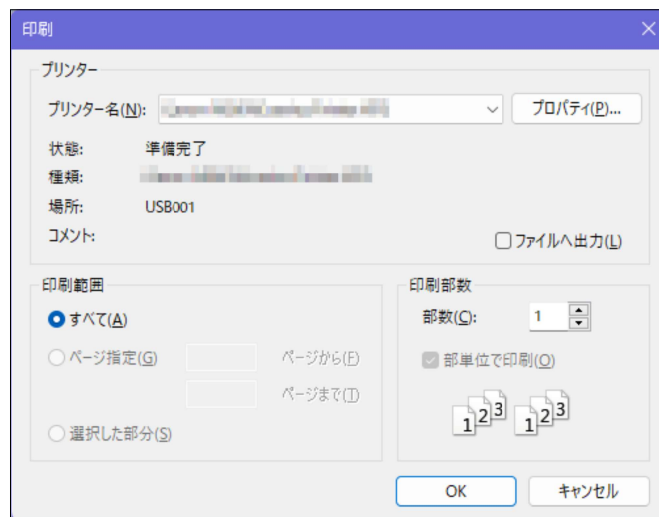 印刷
プリンター
プリンター名(N):
プロパティ(P)...
状態: 準備完了
種類:
場所: USB001
コメント:
ファイルへ出力(L)
印刷範囲
すべて(A)
ページ指定(G) ページから(F)
ページまで(T)
選択した部分(S)
印刷部数
部数(C): 1
部単位で印刷(O)
1 2 3 1 2 3
OK キャンセル